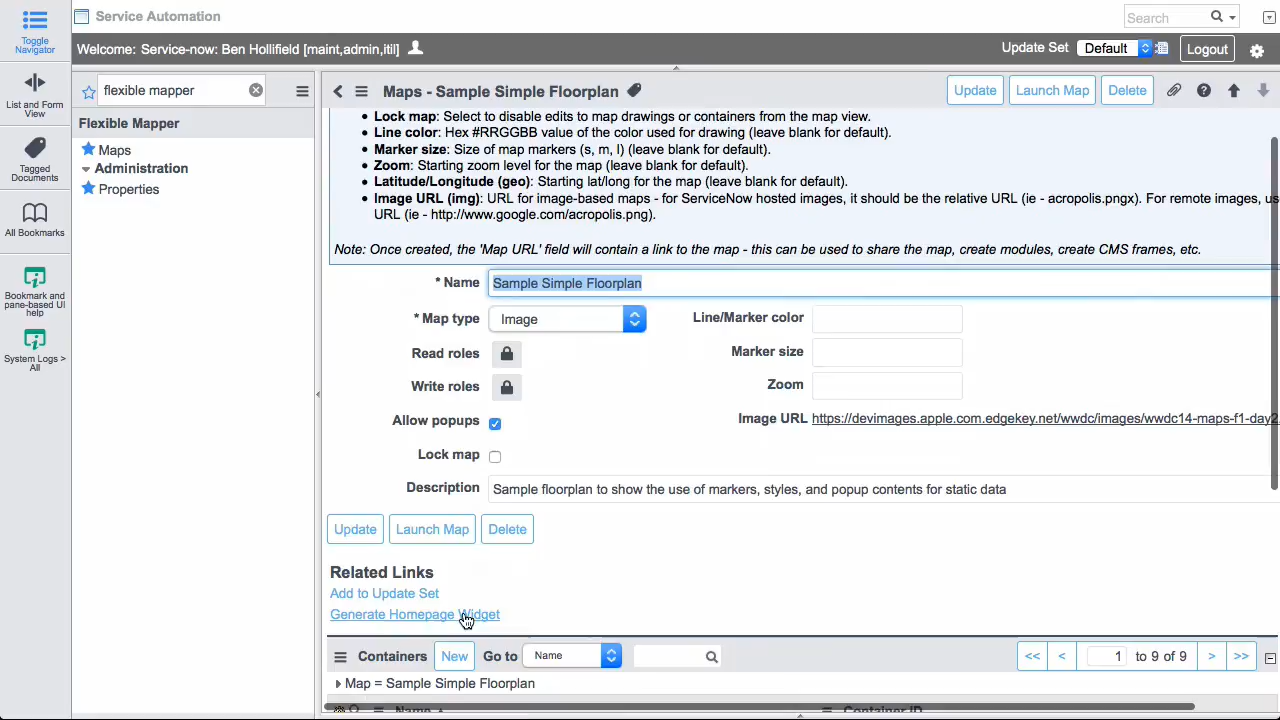 Service Automation
Search
Welcome: Service-now: Ben Hollifield [maint,admin,itil]
Update Set Default Logout
Toggle Navigator
List and Form View
Tagged Documents
All Bookmarks
Bookmark and pane-based UI help
System Logs > All
flexible mapper
Flexible Mapper
Maps
Administration
Properties
Maps - Sample Simple Floorplan
Update Launch Map Delete
• Lock map: Select to disable edits to map drawings or containers from the map view.
• Line color: Hex #RRGGBB value of the color used for drawing (leave blank for default).
• Marker size: Size of map markers (s, m, l) (leave blank for default).
• Zoom: Starting zoom level for the map (leave blank for default).
• Latitude/Longitude (geo): Starting lat/long for the map (leave blank for default).
• Image URL (img): URL for image-based maps - for ServiceNow hosted images, it should be the relative URL (ie - acropolis.pngx). For remote images, us
URL (ie - http://www.google.com/acropolis.png).
Note: Once created, the 'Map URL' field will contain a link to the map - this can be used to share the map, create modules, create CMS frames, etc.
* Name Sample Simple Floorplan
* Map type Image
Line/Marker color
Read roles
Marker size
Write roles
Zoom
Allow popups
Image URL https://devimages.apple.com.edgekey.net/wwdc/images/wwdc14-maps-f1-day2.
Lock map
Description Sample floorplan to show the use of markers, styles, and popup contents for static data
Update Launch Map Delete
Related Links
Add to Update Set
Generate Homepage Widget
Containers New Go to Name
<< < 1 to 9 of 9 > >>
Map = Sample Simple Floorplan
Name Container ID